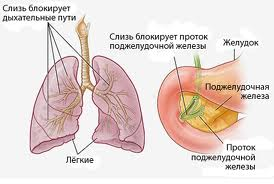 Слизь блокирует
дыхательные пути
Лёгкие
Слизь блокирует проток
поджелудочной железы
Желудок
Поджелудочная
железа
Проток
поджелудочной
железы